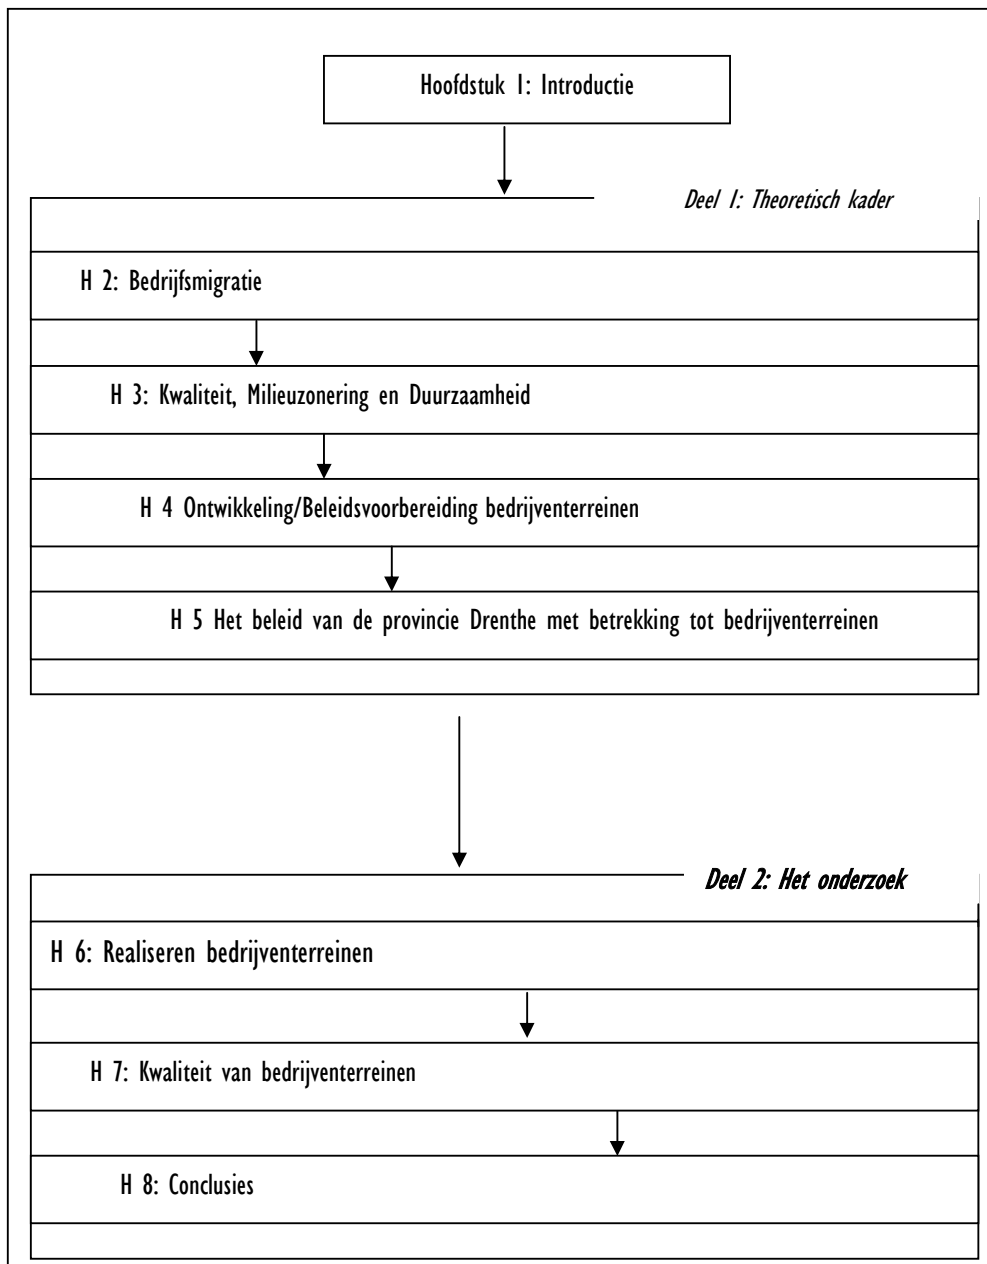 Hoofdstuk 1: Introductie
Deel 1: Theoretisch kader
H 2: Bedrijfsmigratie
H 3: Kwaliteit, Milieuzonering en Duurzaamheid
H 4 Ontwikkeling/Beleidsvoorbereiding bedrijventerreinen
H 5 Het beleid van de provincie Drenthe met betrekking tot bedrijventerreinen
Deel 2: Het onderzoek
H 6: Realiseren bedrijventerreinen
H 7: Kwaliteit van bedrijventerreinen
H 8: Conclusies